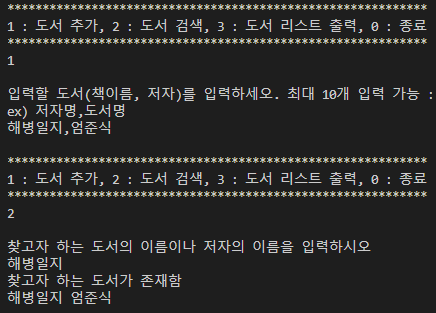 ************************************************************
1 : 도서 추가, 2 : 도서 검색, 3 : 도서 리스트 출력, 0 : 종료
************************************************************
1
입력할 도서(책이름, 저자)를 입력하세요. 최대 10개 입력 가능 :
ex) 저자명,도서명
해병일지,엄준식
************************************************************
1 : 도서 추가, 2 : 도서 검색, 3 : 도서 리스트 출력, 0 : 종료
************************************************************
2
찾고자 하는 도서의 이름이나 저자의 이름을 입력하시오
해병일지
찾고자 하는 도서가 존재함
해병일지 엄준식